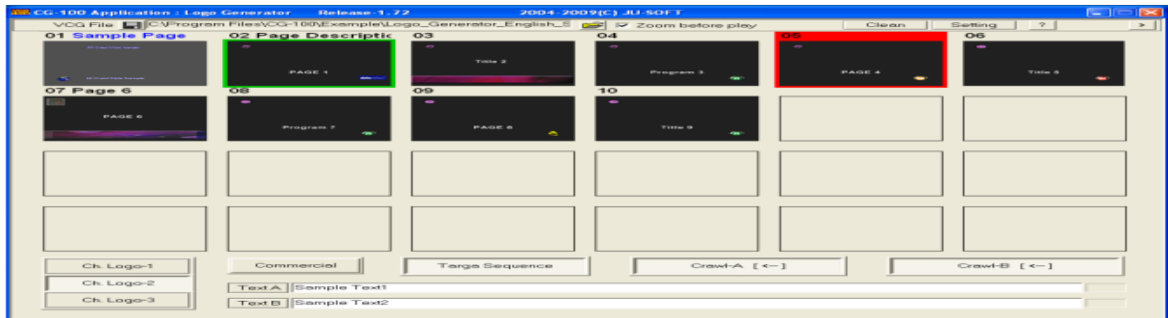 CG-100 Application : Logo Generator Release-1.72 2004-2009(C) JU-SOFT
VCG File C:\Program Files\CG-100\Example\Logo_Generator_English_S Zoom before play Clean Setting ? >
01 Sample Page 02 Page Descriptic 03 04 05 06
PAGE 1 Title 2 Program 3 PAGE 4 Title 5
07 Page 6 08 09 10
PAGE 6 Program 7 PAGE 8 Title 9
Ch. Logo-1 Commercial Targa Sequence Crawl-A [<-] Crawl-B [<-]
Ch. Logo-2
Text A Sample Text1
Ch. Logo-3
Text B Sample Text2